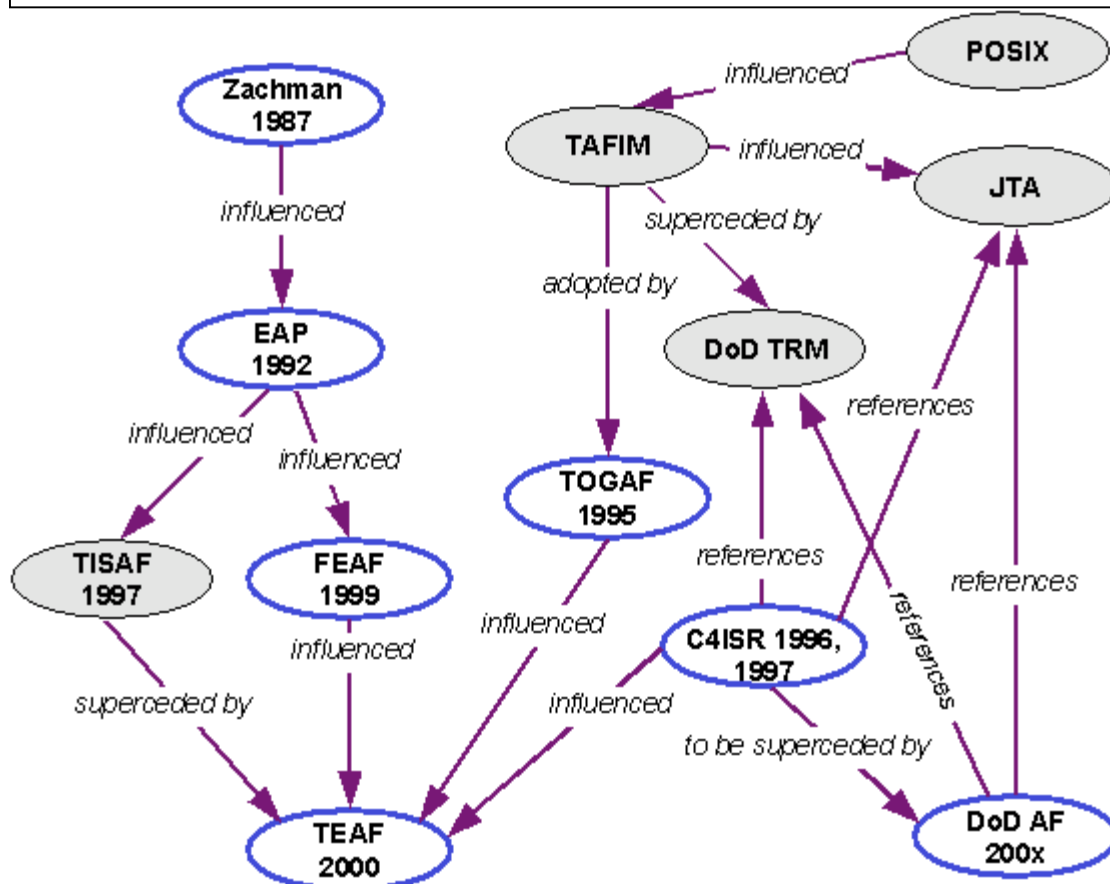 POSIX
influenced
Zachman
1987
TAFIM
influenced
JTA
influenced
superceded by
adopted by
EAP
1992
DoD TRM
references
influenced
influenced
TOGAF
1995
TISAF
1997
FEAF
1999
references
references
references
influenced
influenced
C4ISR 1996,
1997
superceded by
influenced
to be superceded by
TEAF
2000
DoD AF
200x